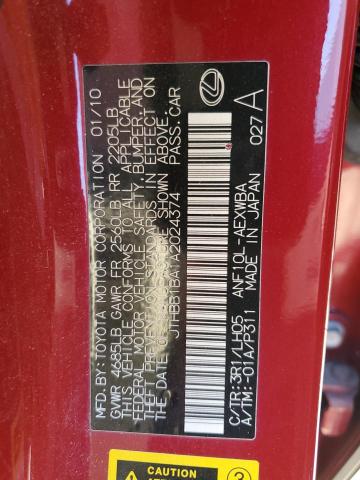 MFD.BY:TOYOTA MOTOR CORPORATION 01/10
GVWR 4685LB GAWR FR 2560LB RR 2205LB
THIS VEHICLE CONFORMS TO ALL APPLICABLE
FEDERAL MOTOR VEHICLE SAFETY, BUMPER, AND
THEFT PREVENTION STANDARDS IN EFFECT ON
THE DATE OF MANUFACTURE SHOWN ABOVE.
JTHBB1BA1A2024374 PASS.CAR
C/TR:3R1/LH05 ANF10L-AEXWBA
A/TM:-01A/P311 MADE IN JAPAN 027 A
CAUTION
3